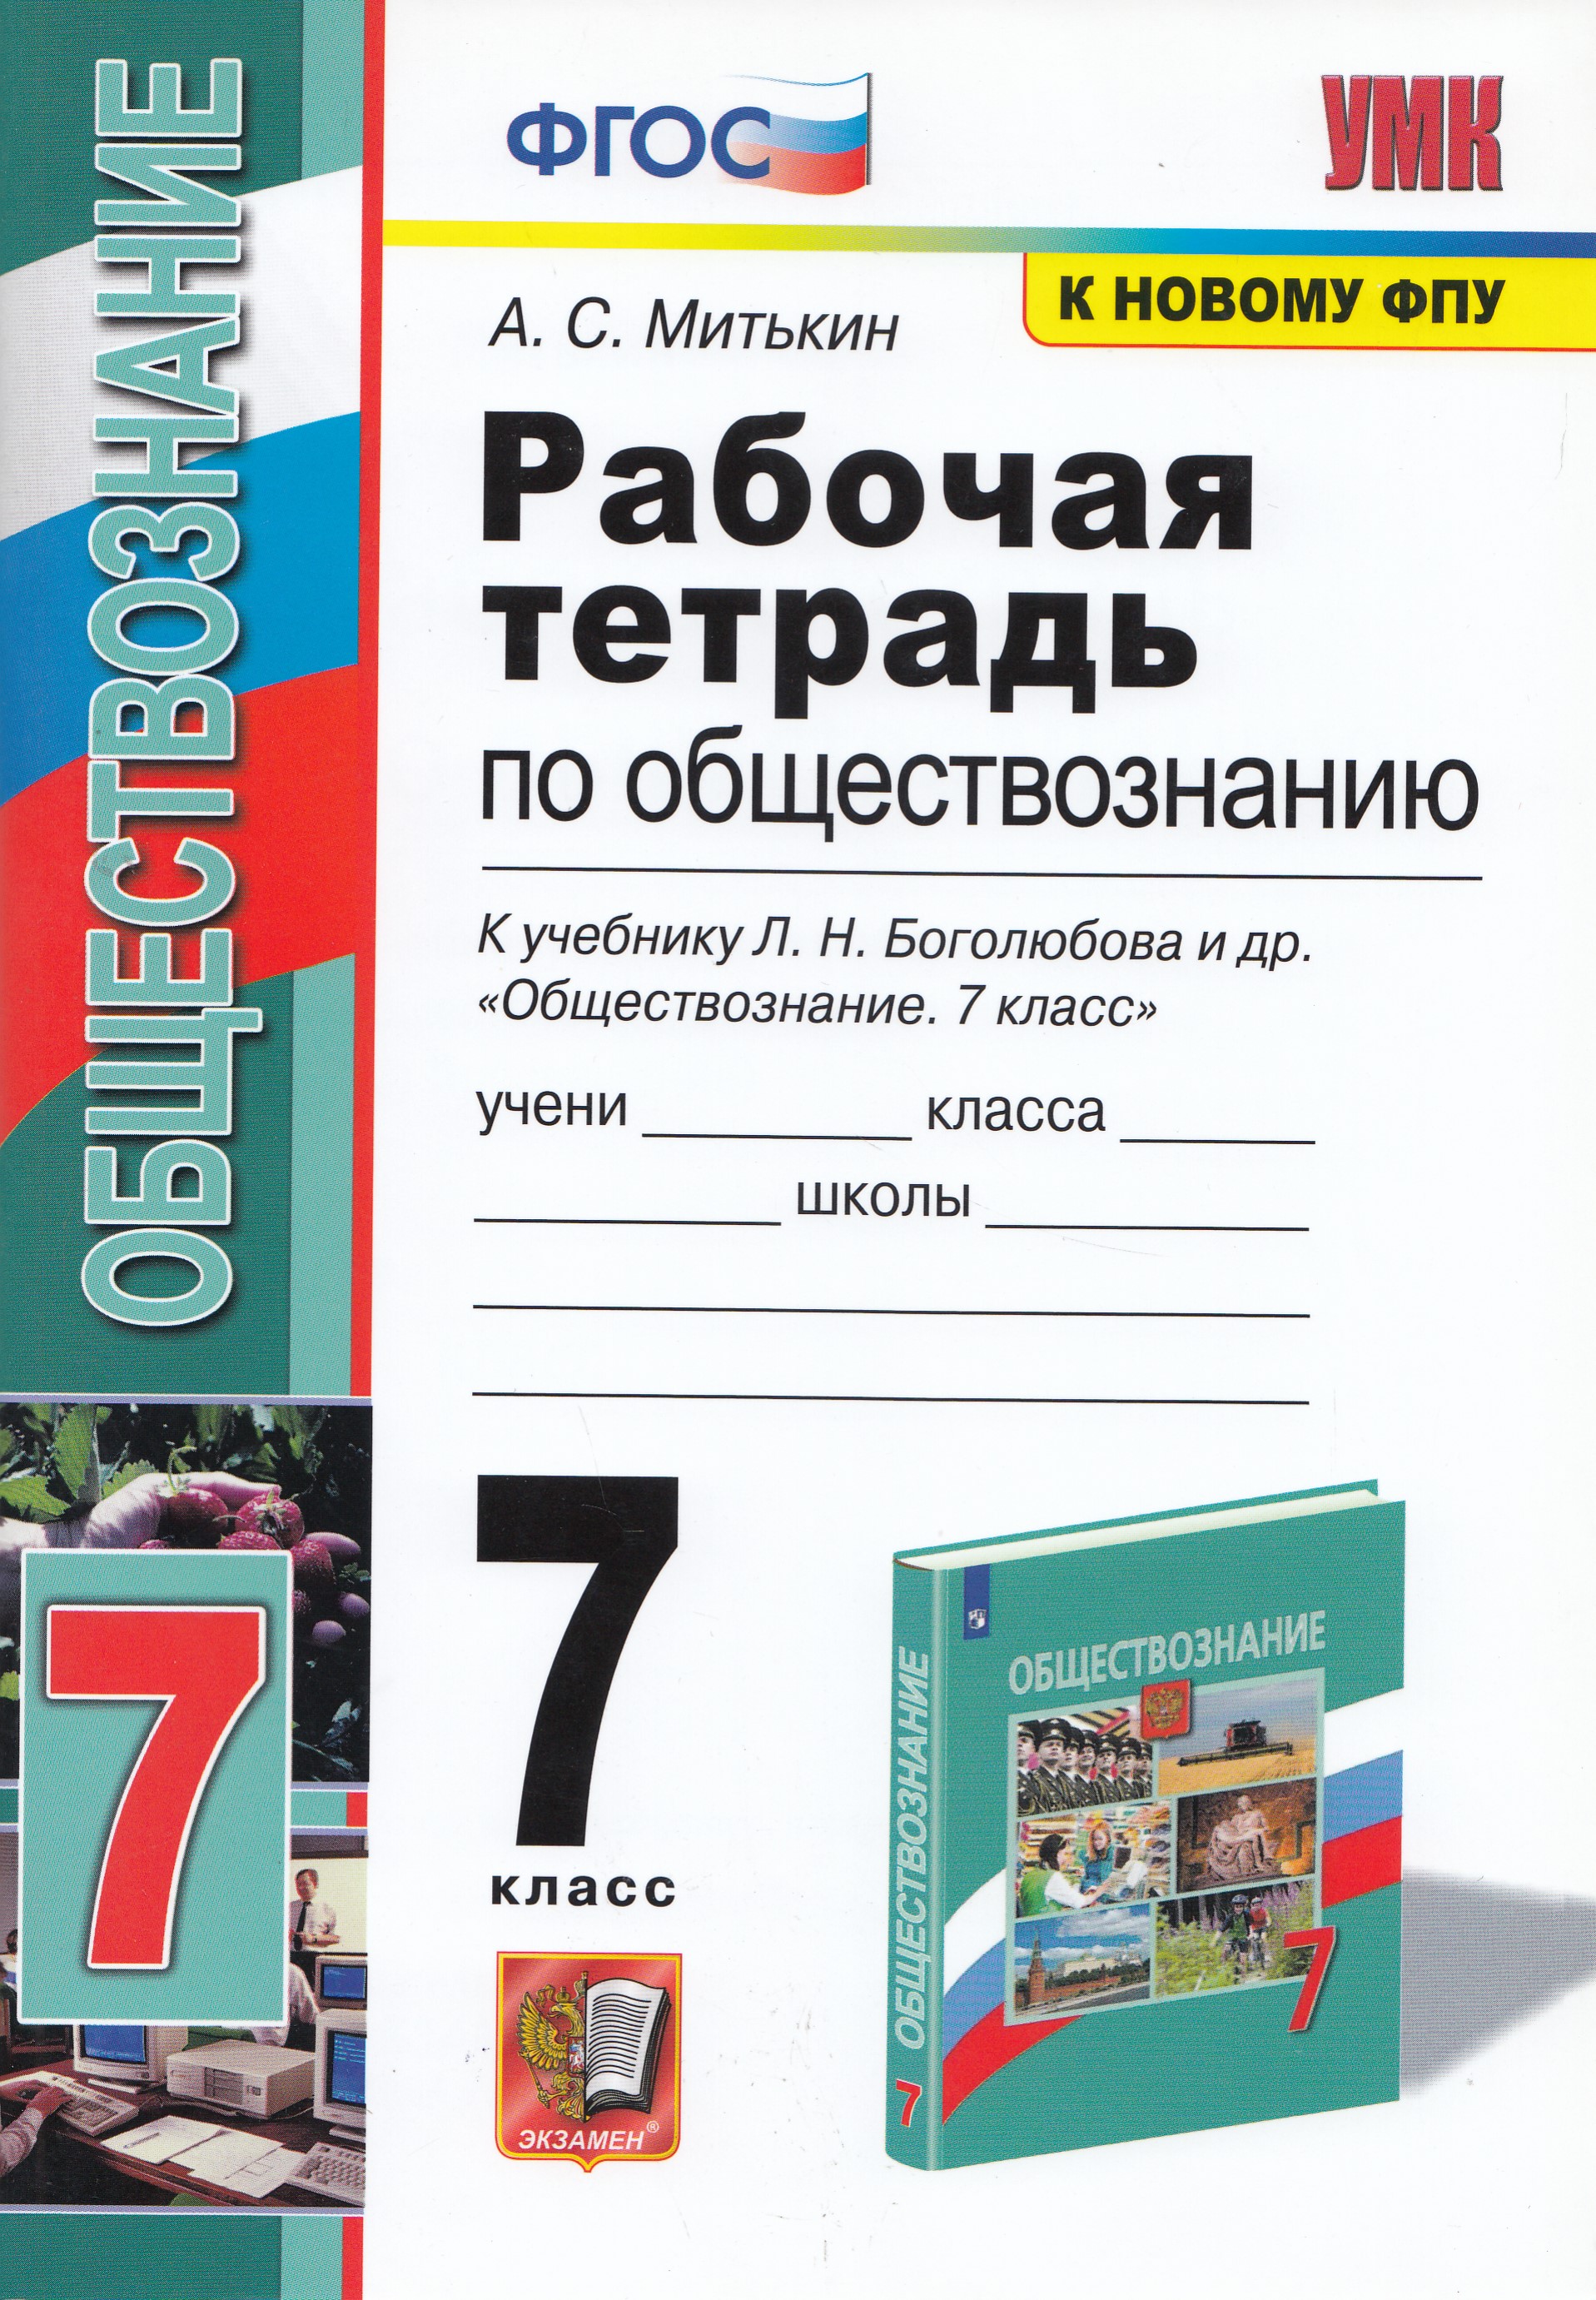 ОБЩЕСТВОЗНАНИЕ
ФГОС
УМК
К НОВОМУ ФПУ
А. С. Митькин
Рабочая
тетрадь
по обществознанию
К учебнику Л. Н. Боголюбова и др.
«Обществознание. 7 класс»
учени класса
школы
7
7
класс
ЭКЗАМЕН®
ОБЩЕСТВОЗНАНИЕ
ОБЩЕСТВОЗНАНИЕ
7
7